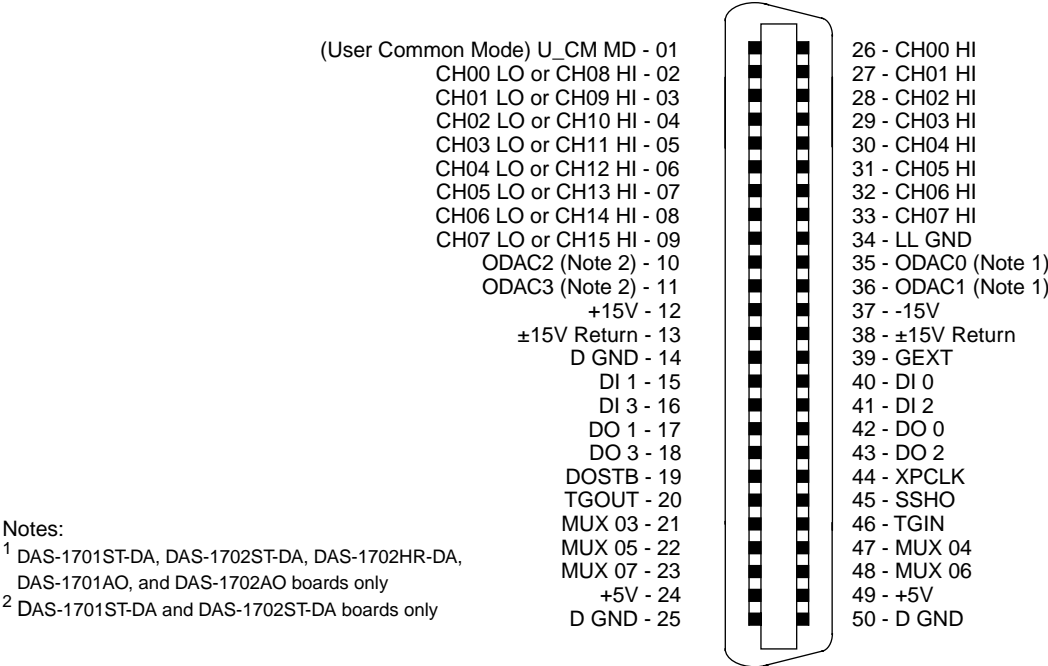 (User Common Mode) U_CM MD - 01
CH00 LO or CH08 HI - 02
CH01 LO or CH09 HI - 03
CH02 LO or CH10 HI - 04
CH03 LO or CH11 HI - 05
CH04 LO or CH12 HI - 06
CH05 LO or CH13 HI - 07
CH06 LO or CH14 HI - 08
CH07 LO or CH15 HI - 09
ODAC2 (Note 2) - 10
ODAC3 (Note 2) - 11
+15V - 12
±15V Return - 13
D GND - 14
DI 1 - 15
DI 3 - 16
DO 1 - 17
DO 3 - 18
DOSTB - 19
TGOUT - 20
MUX 03 - 21
MUX 05 - 22
MUX 07 - 23
+5V - 24
D GND - 25
26 - CH00 HI
27 - CH01 HI
28 - CH02 HI
29 - CH03 HI
30 - CH04 HI
31 - CH05 HI
32 - CH06 HI
33 - CH07 HI
34 - LL GND
35 - ODAC0 (Note 1)
36 - ODAC1 (Note 1)
37 - -15V
38 - ±15V Return
39 - GEXT
40 - DI 0
41 - DI 2
42 - DO 0
43 - DO 2
44 - XPCLK
45 - SSHO
46 - TGIN
47 - MUX 04
48 - MUX 06
49 - +5V
50 - D GND
Notes:
1 DAS-1701ST-DA, DAS-1702ST-DA, DAS-1702HR-DA,
DAS-1701AO, and DAS-1702AO boards only
2 DAS-1701ST-DA and DAS-1702ST-DA boards only